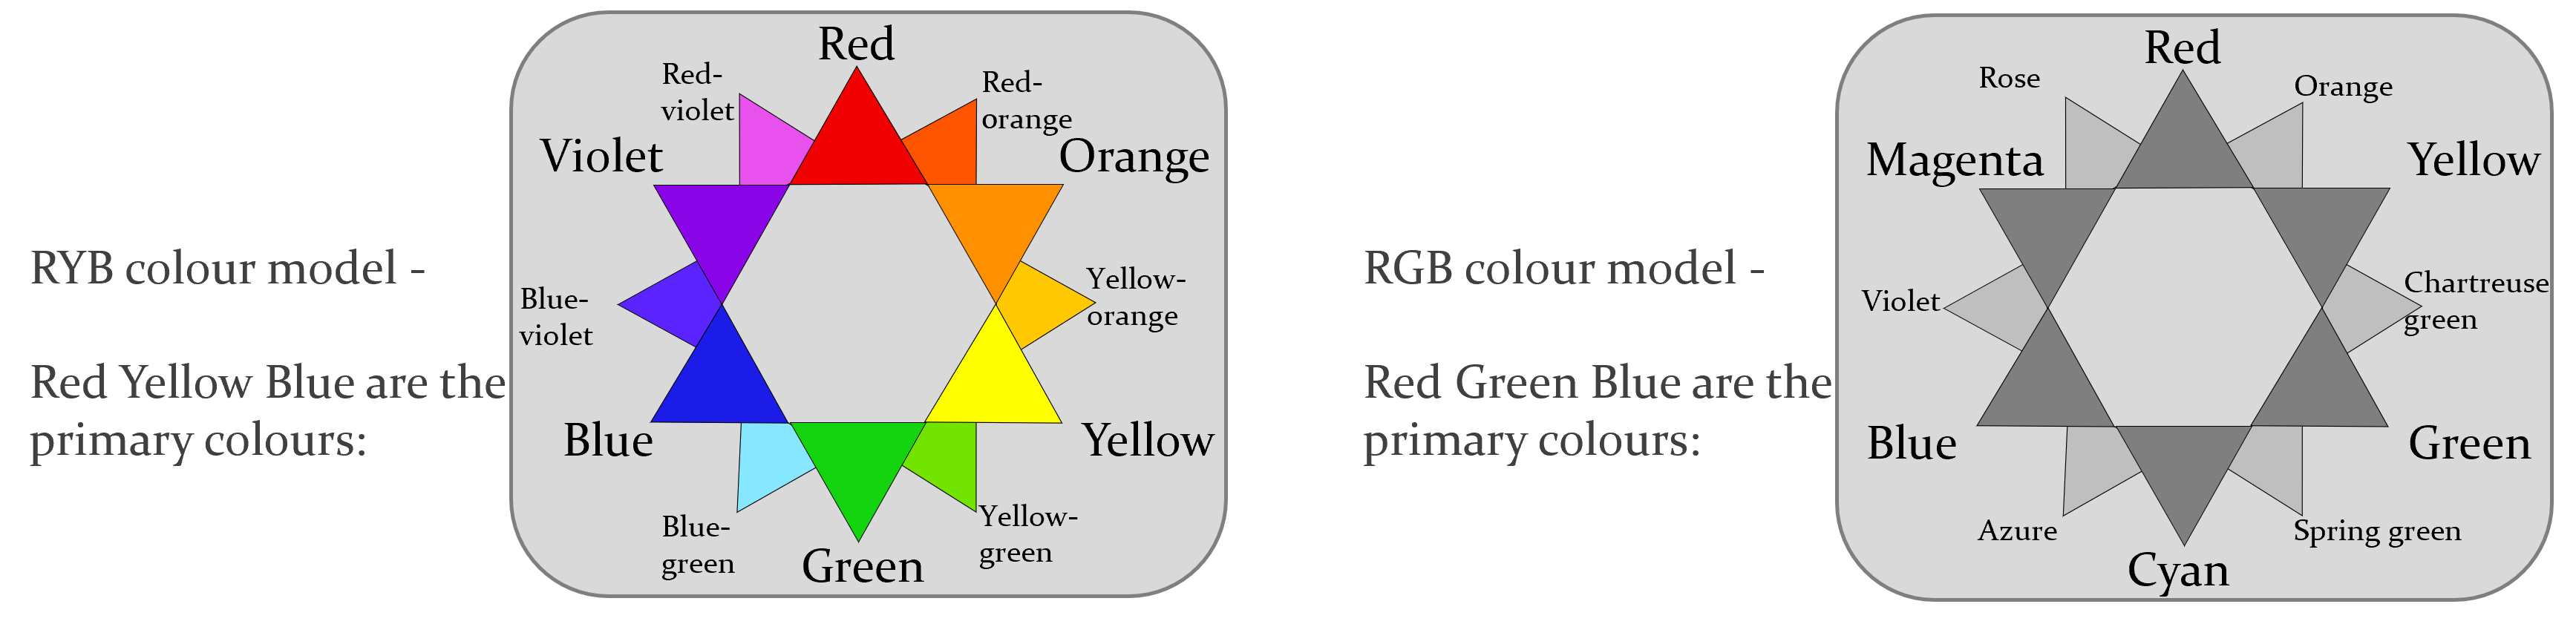 RYB colour model -
Red Yellow Blue are the
primary colours:
Red
Red-
violet
Red-
orange
Violet
Orange
Blue-
violet
Yellow-
orange
Blue
Yellow
Blue-
green
Yellow-
green
Green
RGB colour model -
Red Green Blue are the
primary colours:
Red
Rose
Orange
Magenta
Yellow
Violet
Chartreuse
green
Blue
Green
Azure
Spring green
Cyan